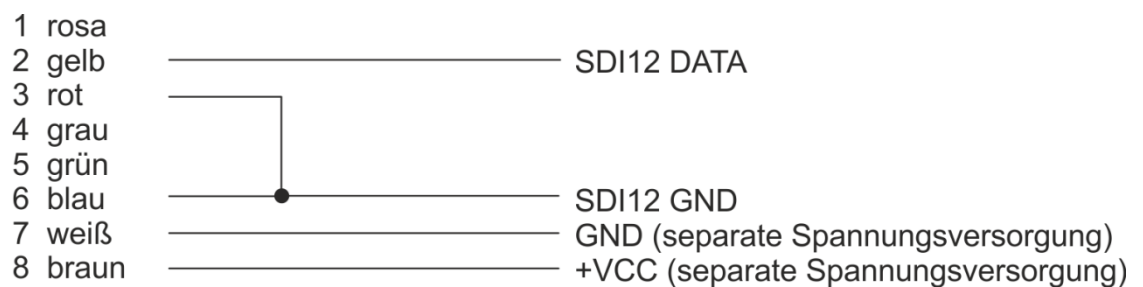 1 rosa
2 gelb SDI12 DATA
3 rot
4 grau
5 grün
6 blau SDI12 GND
7 weiß GND (separate Spannungsversorgung)
8 braun +VCC (separate Spannungsversorgung)